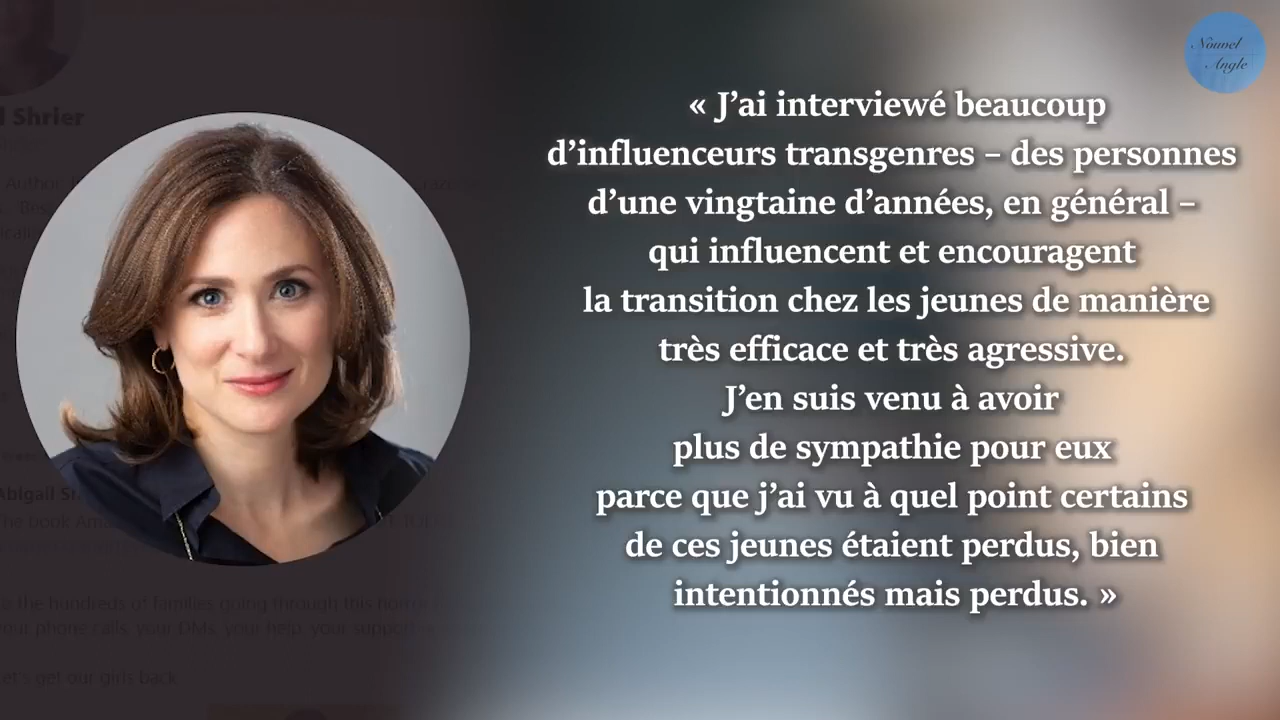 Nouvel
Angle
« J’ai interviewé beaucoup
d’influenceurs transgenres – des personnes
d’une vingtaine d’années, en général –
qui influencent et encouragent
la transition chez les jeunes de manière
très efficace et très agressive.
J’en suis venu à avoir
plus de sympathie pour eux
parce que j’ai vu à quel point certains
de ces jeunes étaient perdus, bien
intentionnés mais perdus. »
l Shrier
Author,
Abigail
The book
the hundreds of families going through this
your phone calls, your DMs, your help, your
let's get our girls back